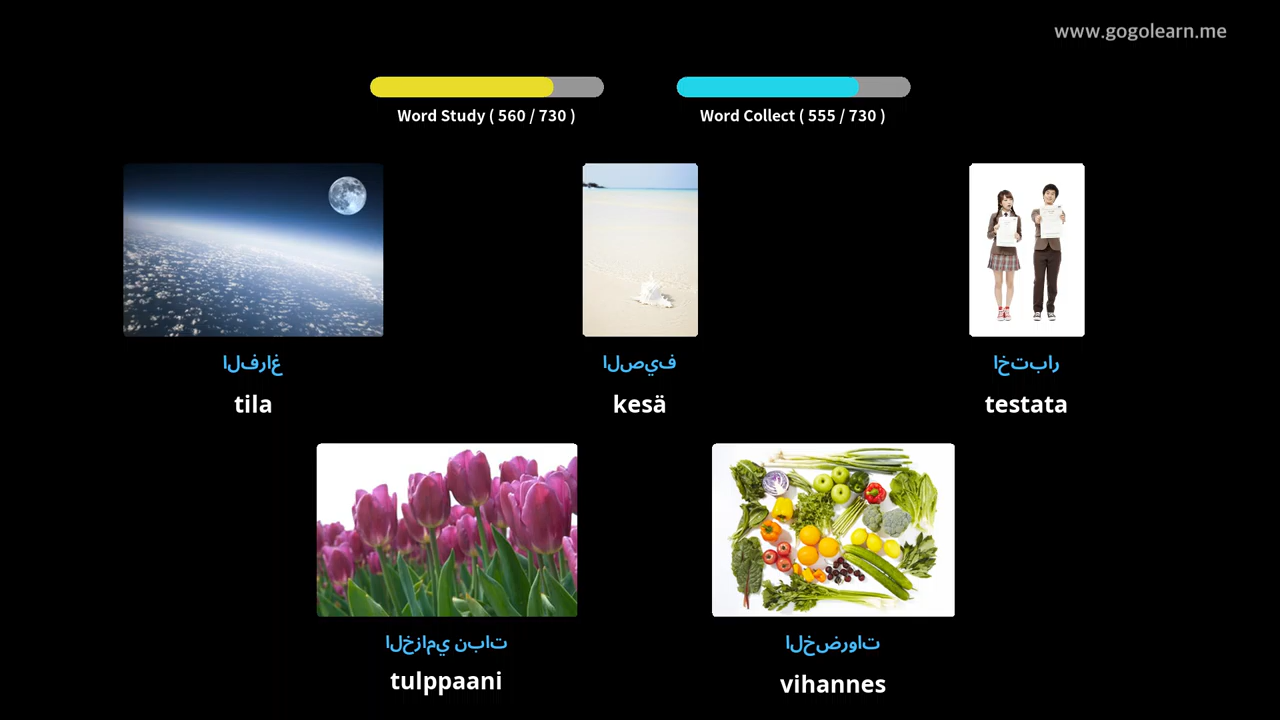 www.gogolearn.me
Word Study ( 560 / 730 )
Word Collect ( 555 / 730 )
الفراغ
الصيف
اختبار
tila
kesä
testata
الخزامي نبات
الخضروات
tulppaani
vihannes